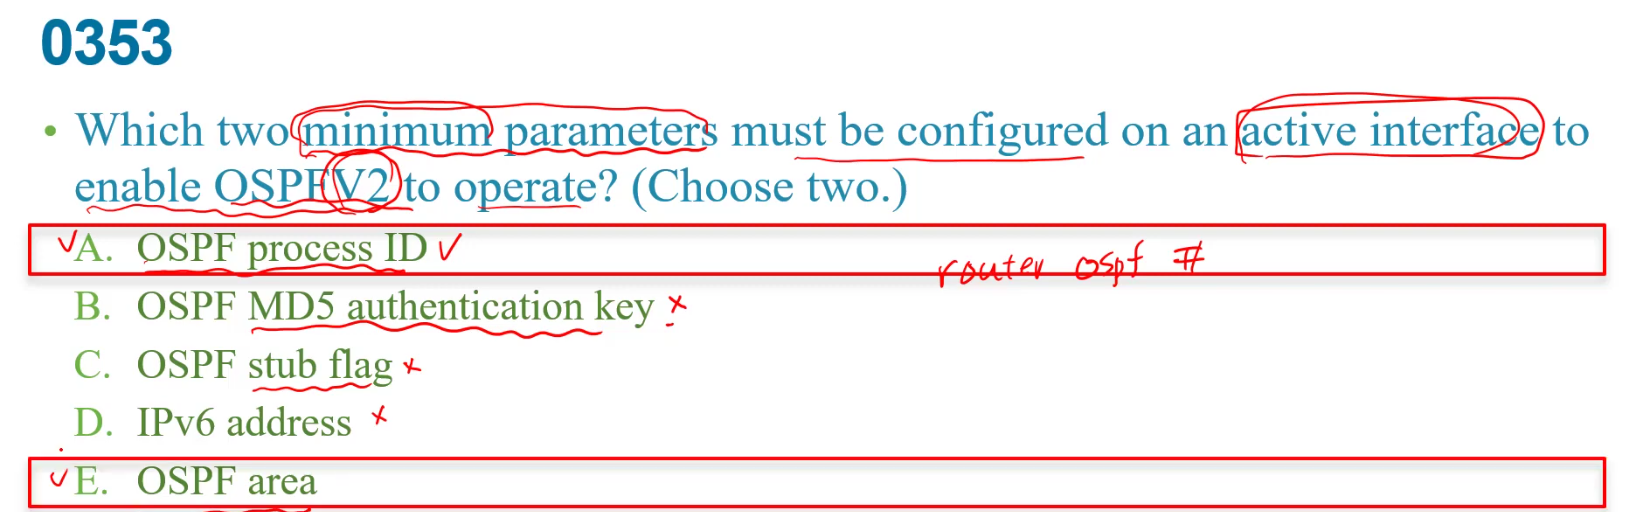 0353
• Which two minimum parameters must be configured on an active interface to
enable OSPFV2 to operate? (Choose two.)
A. OSPF process ID
router ospf #
B. OSPF MD5 authentication key
C. OSPF stub flag
D. IPv6 address
E. OSPF area